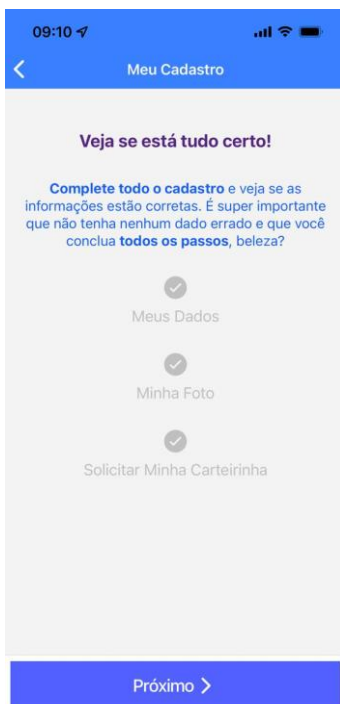 09:10
Meu Cadastro
Veja se está tudo certo!
Complete todo o cadastro e veja se as
informações estão corretas. É super importante
que não tenha nenhum dado errado e que você
conclua todos os passos, beleza?
Meus Dados
Minha Foto
Solicitar Minha Carteirinha
Próximo